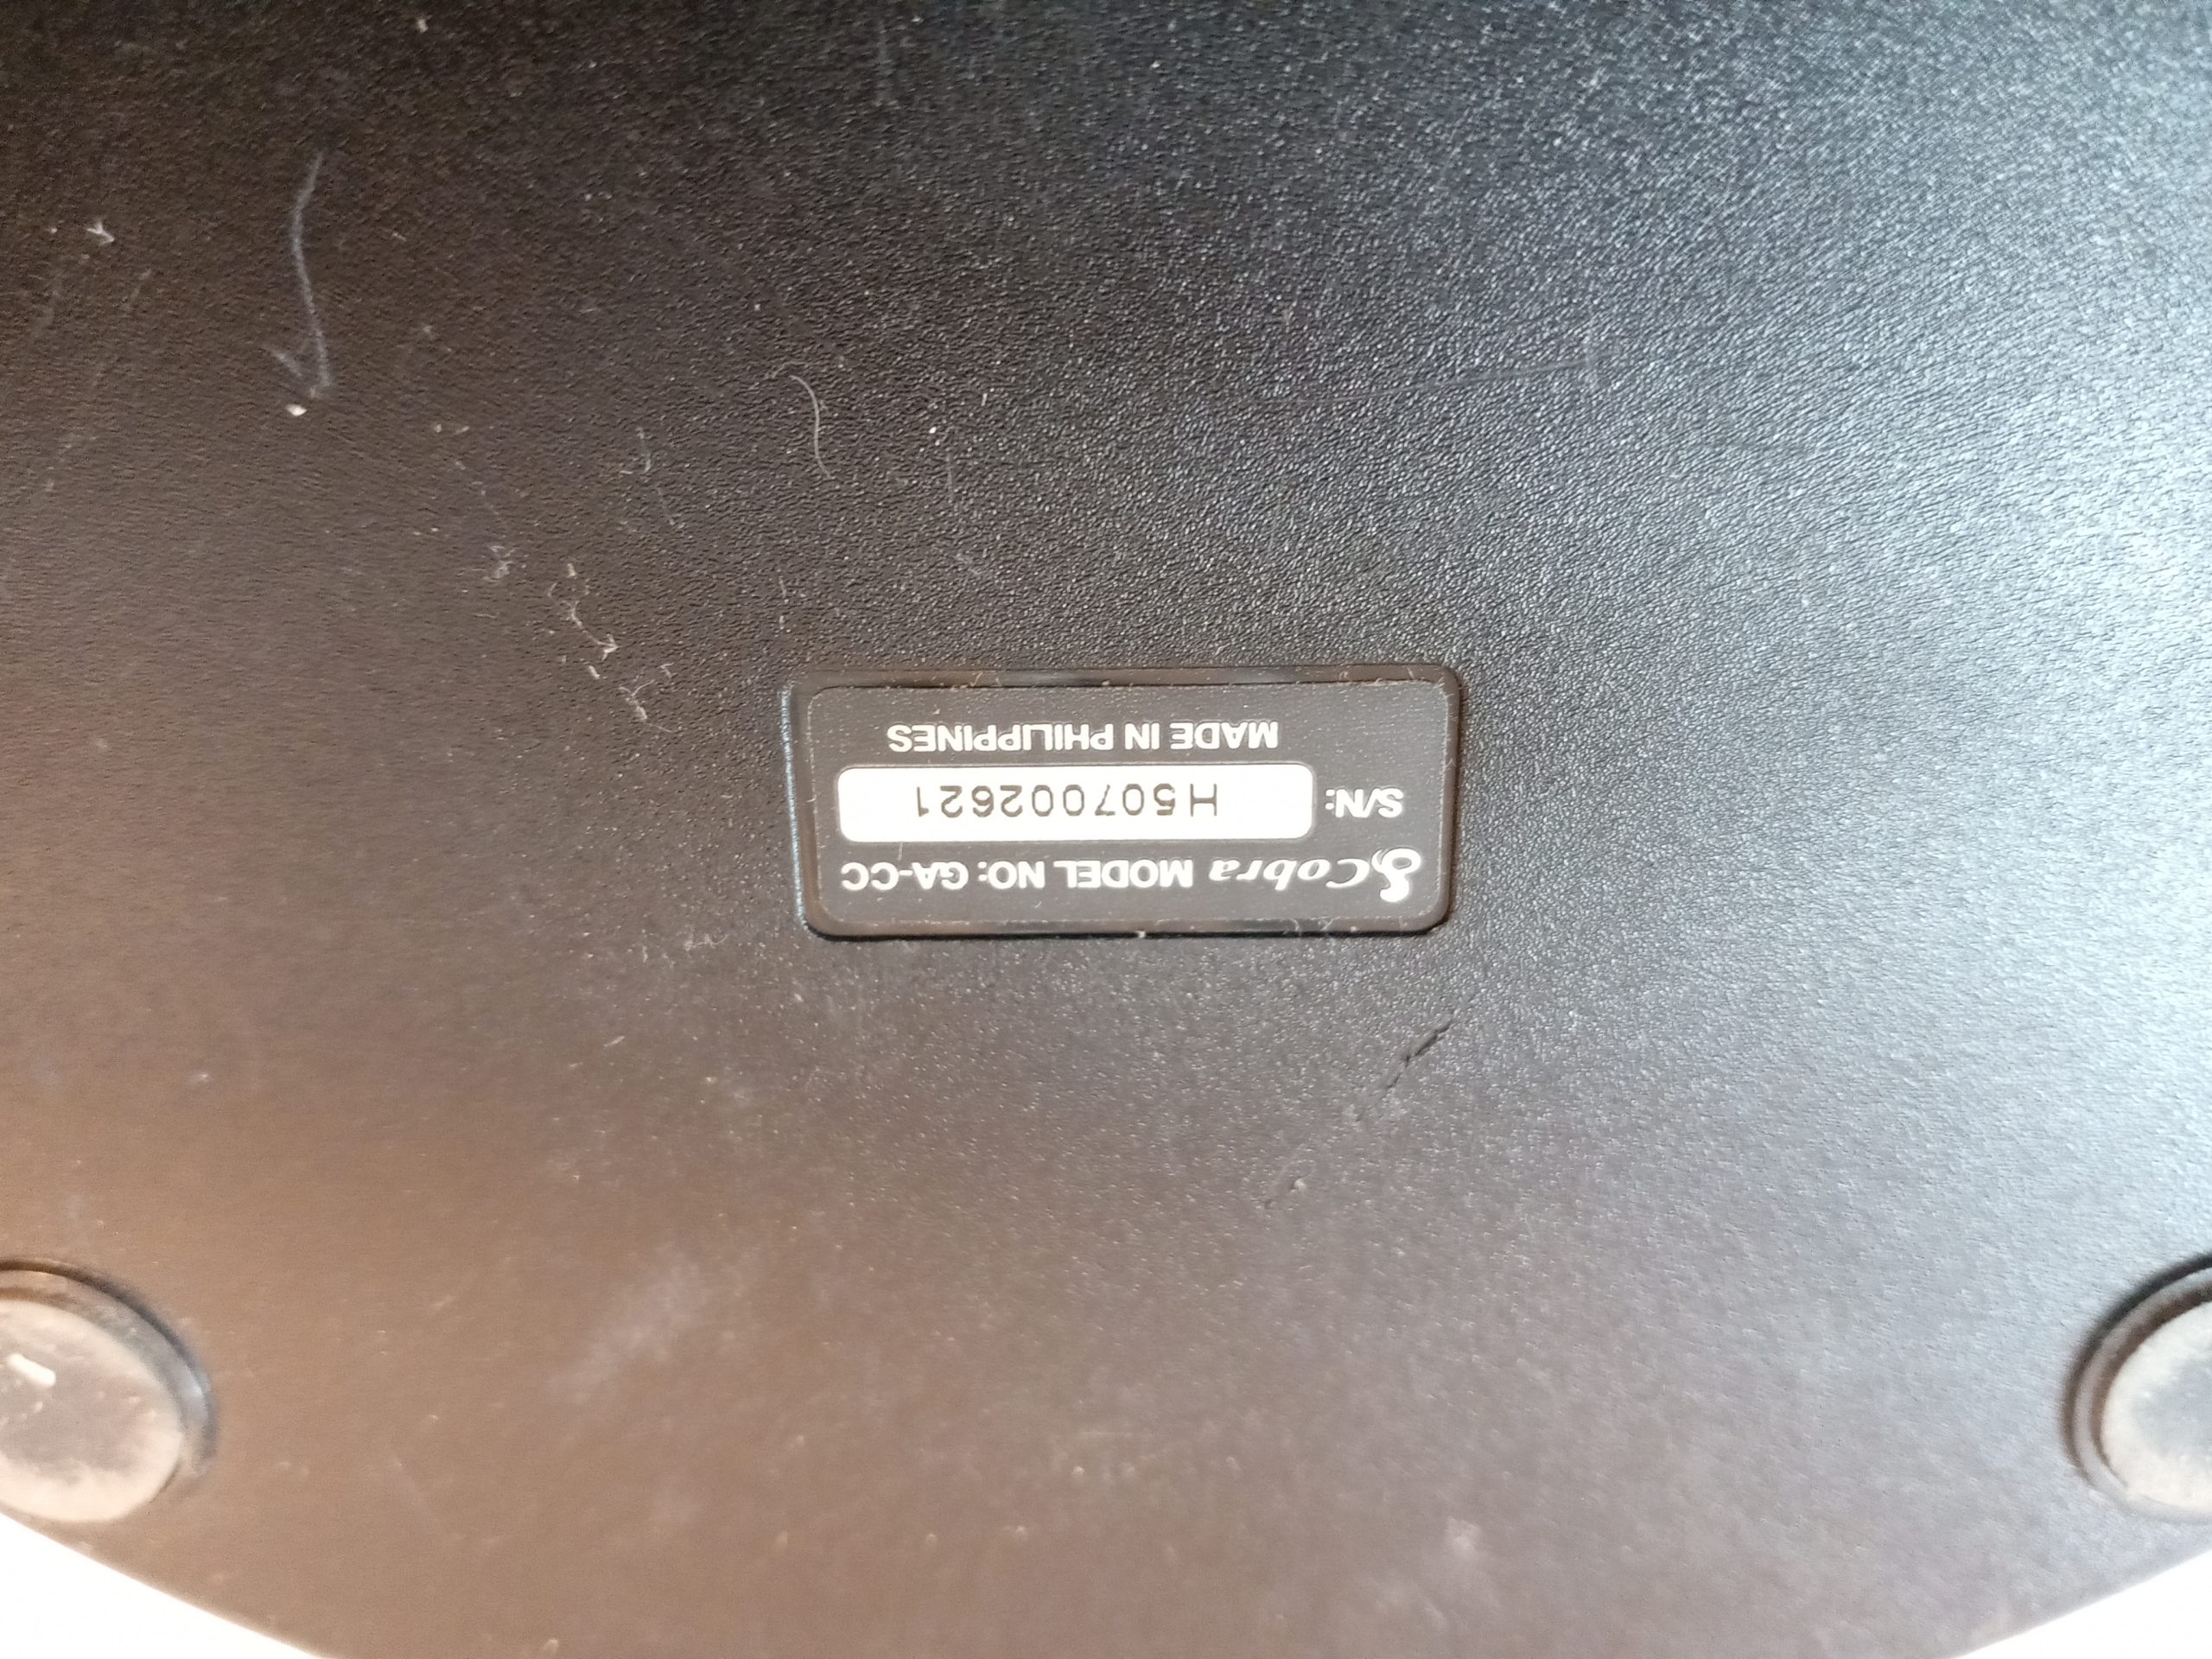 Cobra MODEL NO: GA-CC
S/N: H507002621
MADE IN PHILIPPINES